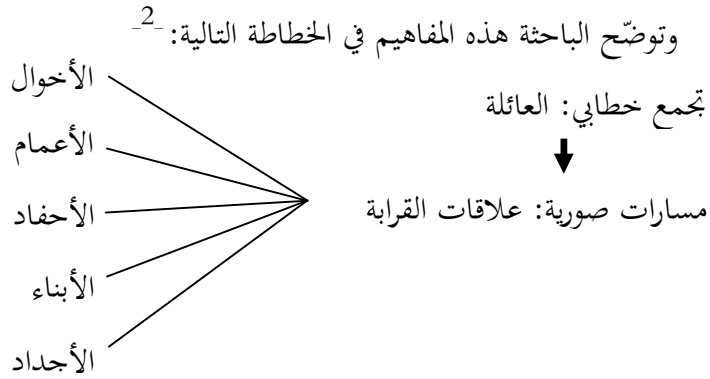 وتوضّح الباحثة هذه المفاهيم في الخطاطة التالية: -2-
الأخوال
تجمع خطابي: العائلة
الأعمام
مسارات صورية: علاقات القرابة
الأحفاد
الأبناء
الأجداد